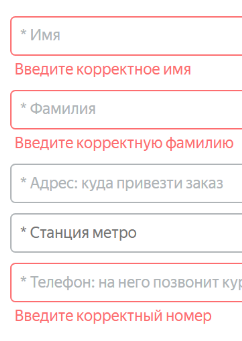 * Имя
Введите корректное имя
* Фамилия
Введите корректную фамилию
* Адрес: куда привезти заказ
* Станция метро
* Телефон: на него позвонит
Введите корректный номер